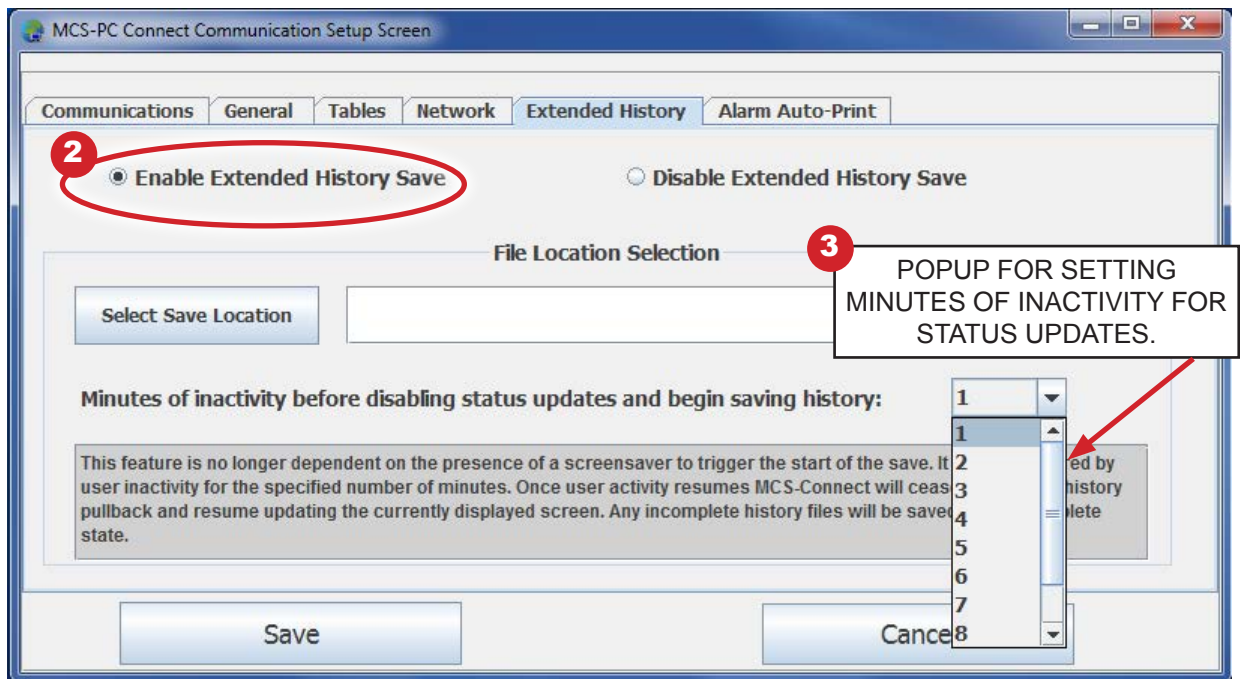 MCS-PC Connect Communication Setup Screen
Communications General Tables Network Extended History Alarm Auto-Print
2
Enable Extended History Save Disable Extended History Save
File Location Selection
3
POPUP FOR SETTING
MINUTES OF INACTIVITY FOR
STATUS UPDATES.
Select Save Location
Minutes of inactivity before disabling status updates and begin saving history: 1
1
2
3
4
5
6
7
8
This feature is no longer dependent on the presence of a screensaver to trigger the start of the save. It by
user inactivity for the specified number of minutes. Once user activity resumes MCS-Connect will history
pullback and resume updating the currently displayed screen. Any incomplete history files will be
state.
Save